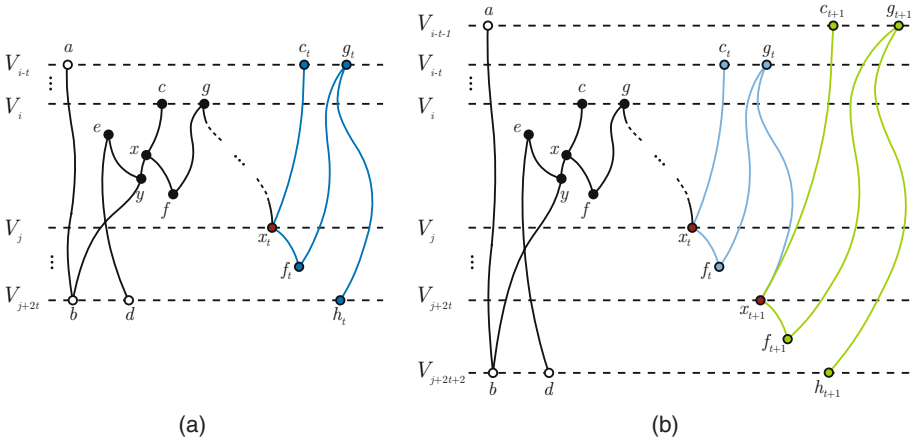 a c_t g_t
V_{i-t}
⋮ c g
V_i
e
x ...
y f
V_j
x_t
⋮ f_t
V_{j+2t}
b d h_t
(a)
a c_{t+1} g_{t+1}
V_{i-t-1}
c_t g_t
V_{i-t}
⋮ c g
V_i
e
x ...
y f
V_j
x_t
⋮ f_t
V_{j+2t}
x_{t+1}
f_{t+1}
V_{j+2t+2}
b d h_{t+1}
(b)